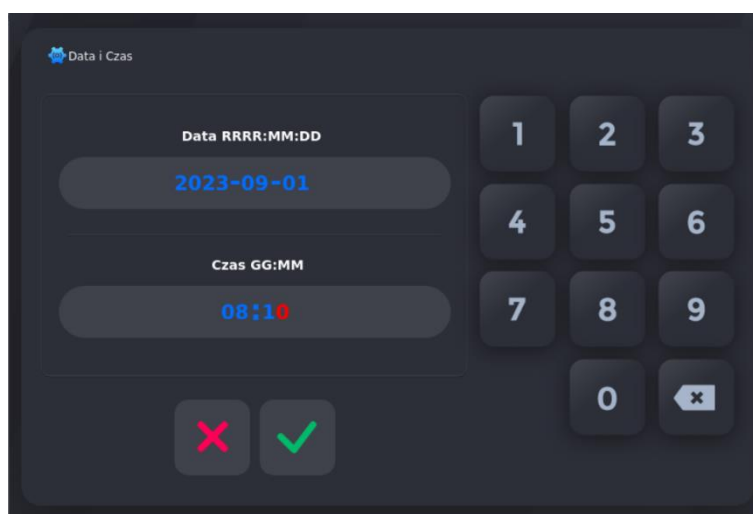 Data i Czas
Data RRRR:MM:DD
2023-09-01
Czas GG:MM
08:10
1 2 3
4 5 6
7 8 9
0